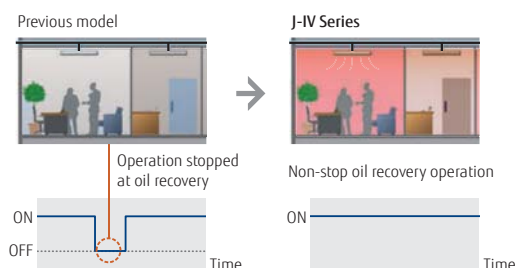 Previous model
J-IV Series
Operation stopped
at oil recovery
Non-stop oil recovery operation
ON
OFF
Time
ON
Time